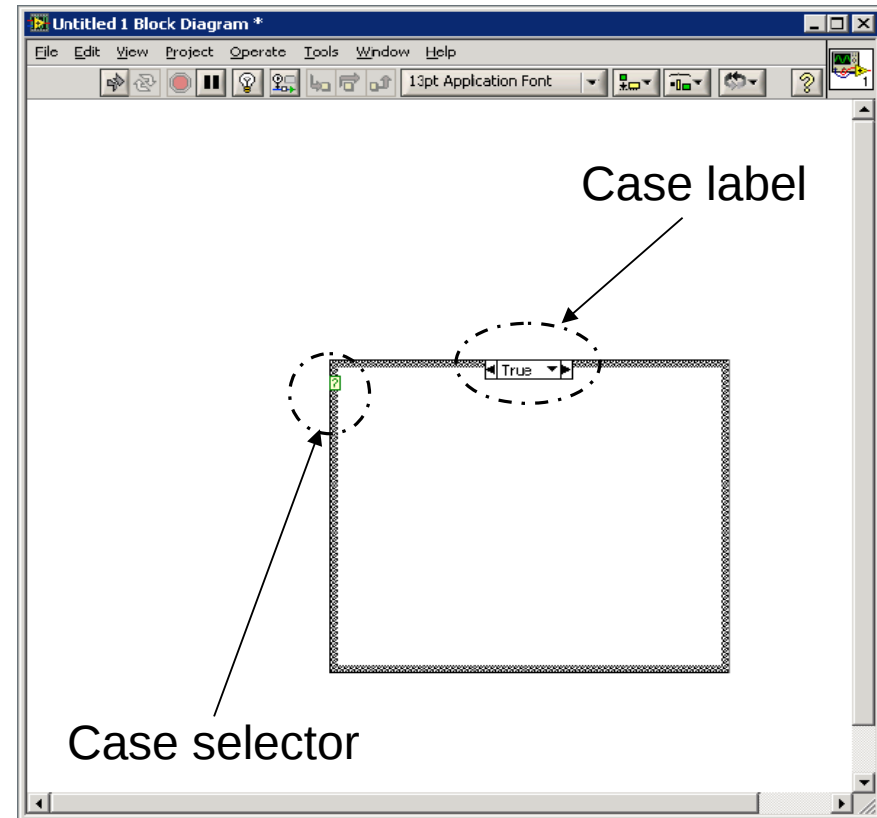 Untitled 1 Block Diagram *
File Edit View Project Operate Tools Window Help
13pt Application Font
?
1
Case label
True
?
Case selector